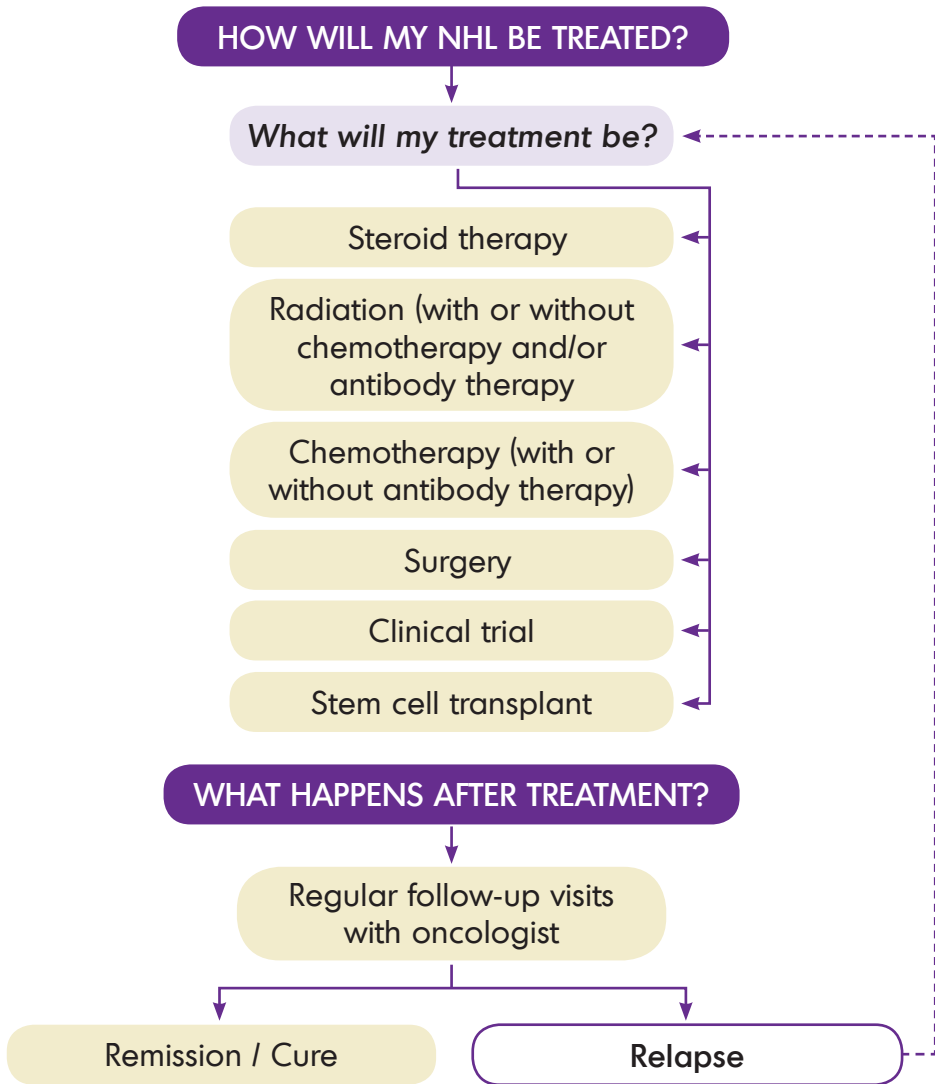 HOW WILL MY NHL BE TREATED?
What will my treatment be?
Steroid therapy
Radiation (with or without
chemotherapy and/or
antibody therapy
Chemotherapy (with or
without antibody therapy)
Surgery
Clinical trial
Stem cell transplant
WHAT HAPPENS AFTER TREATMENT?
Regular follow-up visits
with oncologist
Remission / Cure
Relapse